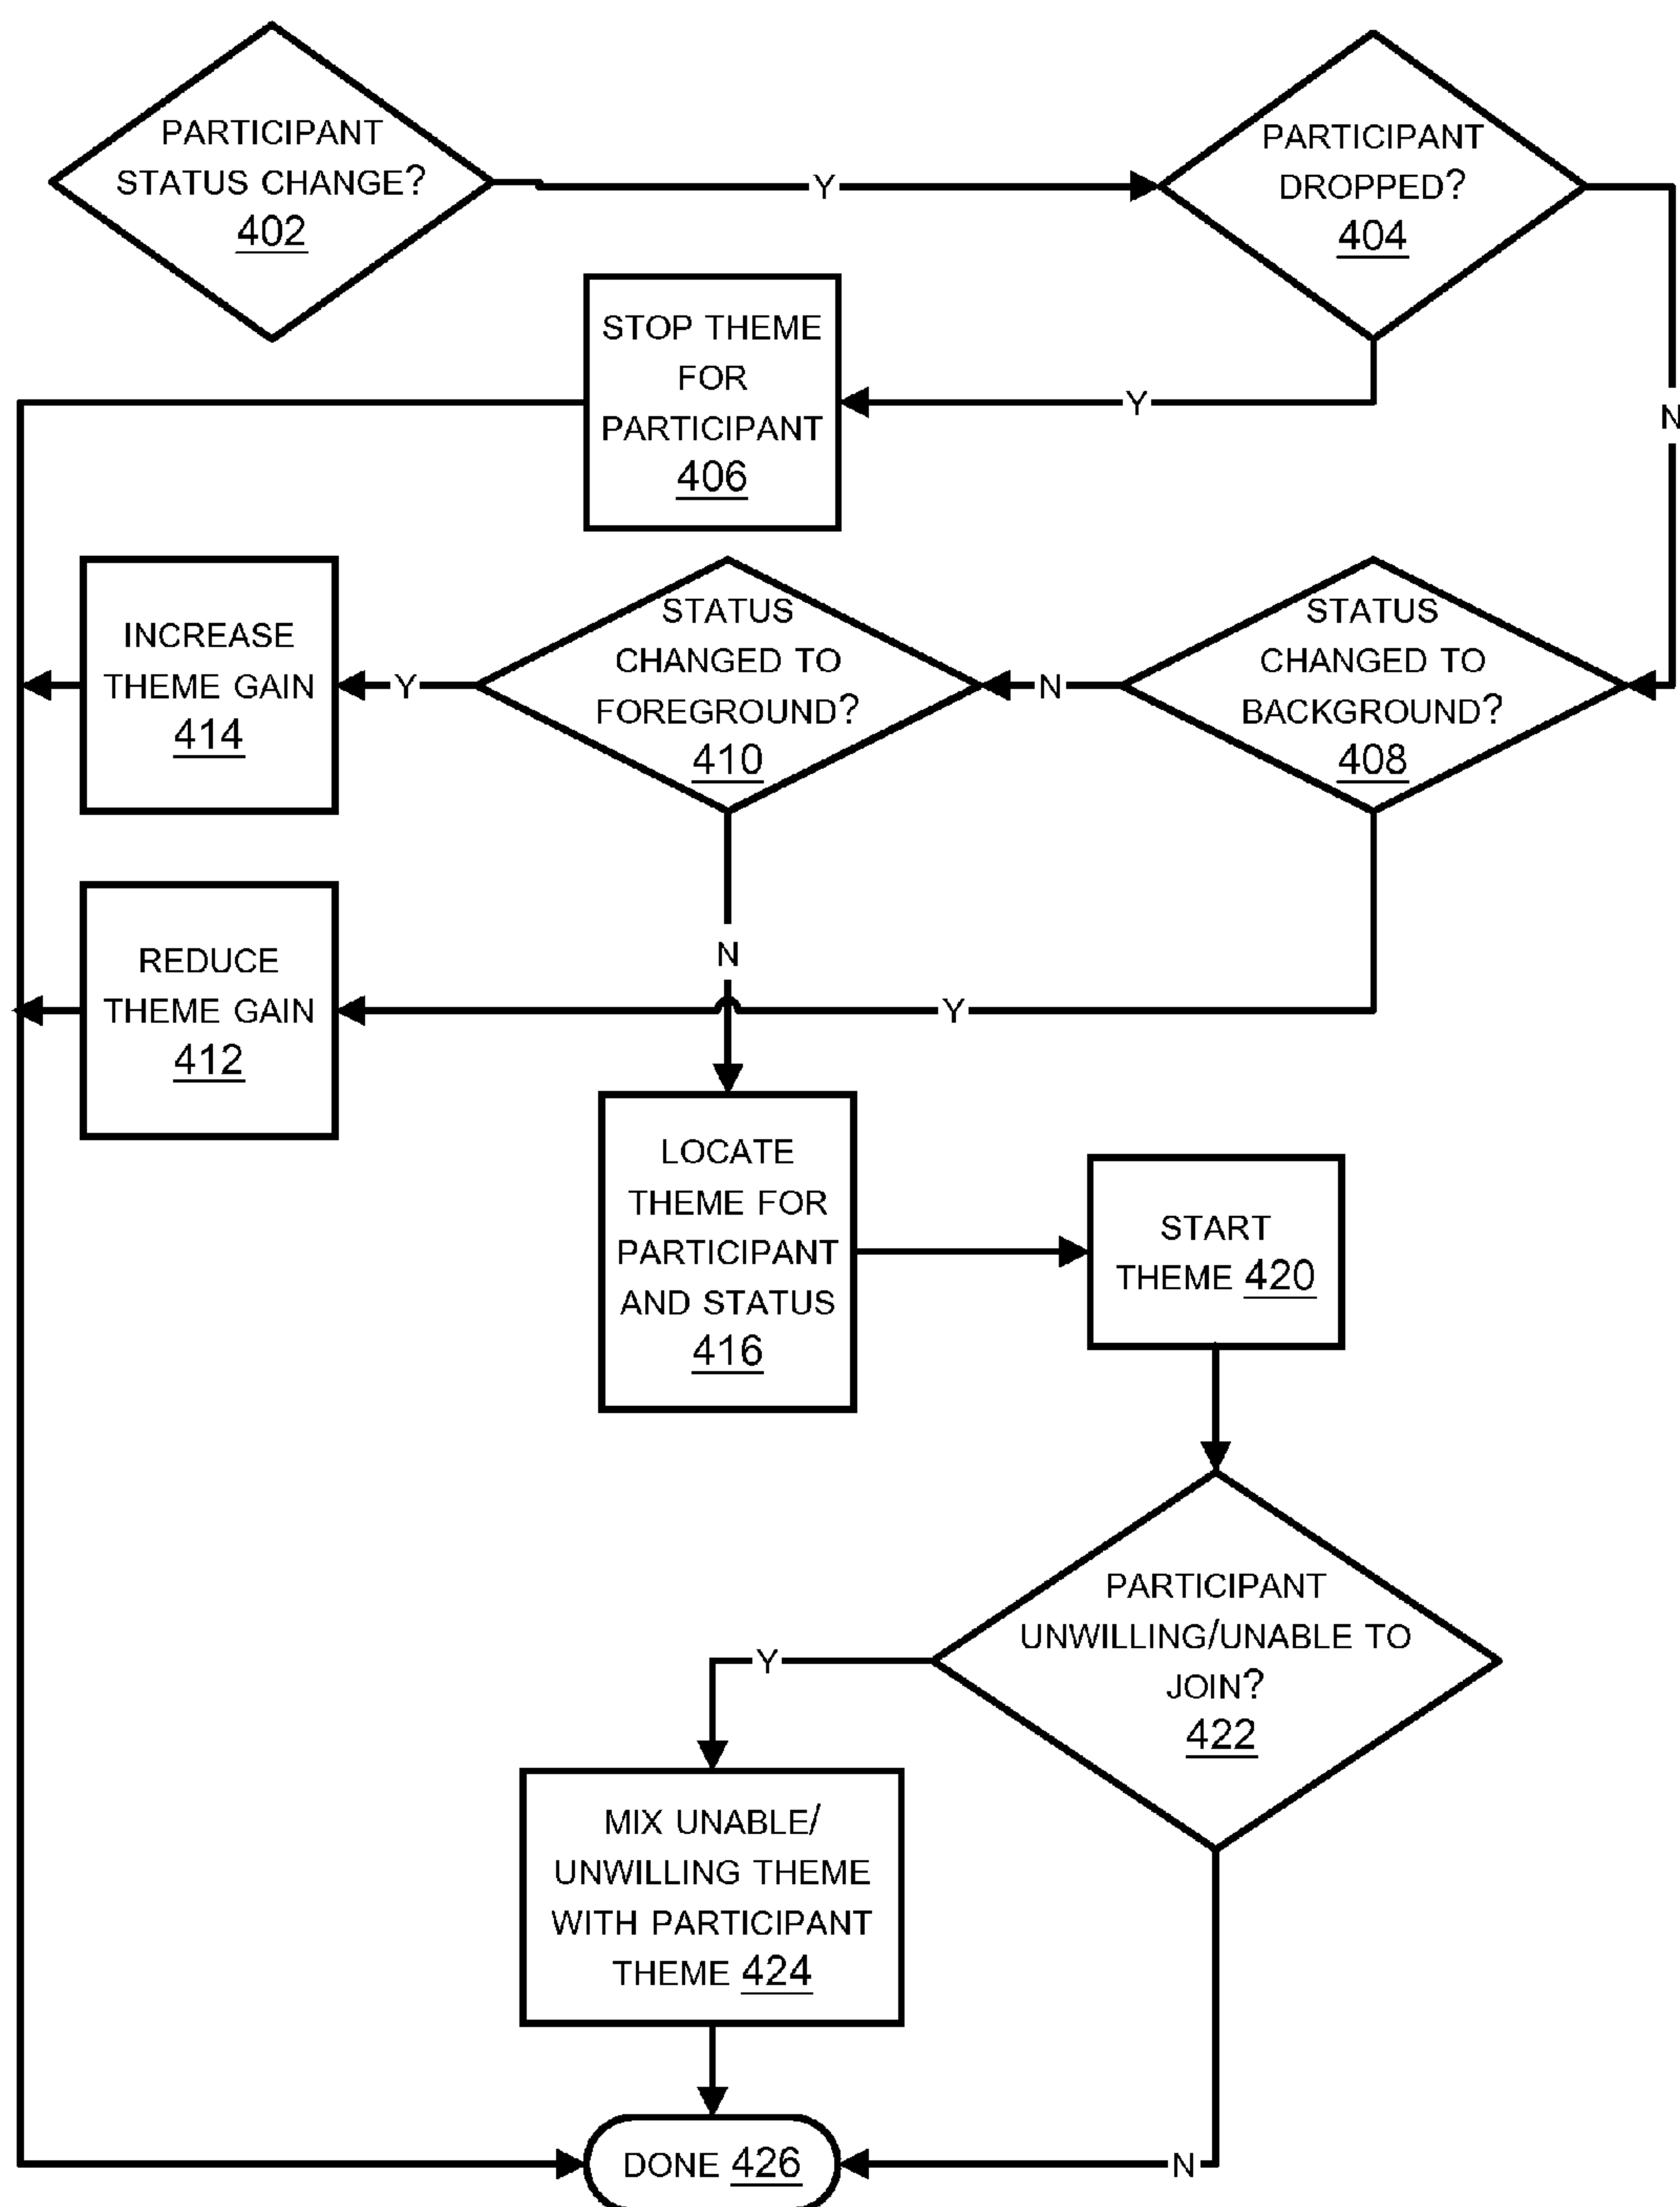 PARTICIPANT
STATUS CHANGE?
402
Y
PARTICIPANT
DROPPED?
404
STOP THEME
FOR
PARTICIPANT
406
Y
N
INCREASE
THEME GAIN
414
Y
STATUS
CHANGED TO
FOREGROUND?
410
N
STATUS
CHANGED TO
BACKGROUND?
408
REDUCE
THEME GAIN
412
N
Y
LOCATE
THEME FOR
PARTICIPANT
AND STATUS
416
START
THEME 420
PARTICIPANT
UNWILLING/UNABLE TO
JOIN?
422
Y
MIX UNABLE/
UNWILLING THEME
WITH PARTICIPANT
THEME 424
DONE 426
N